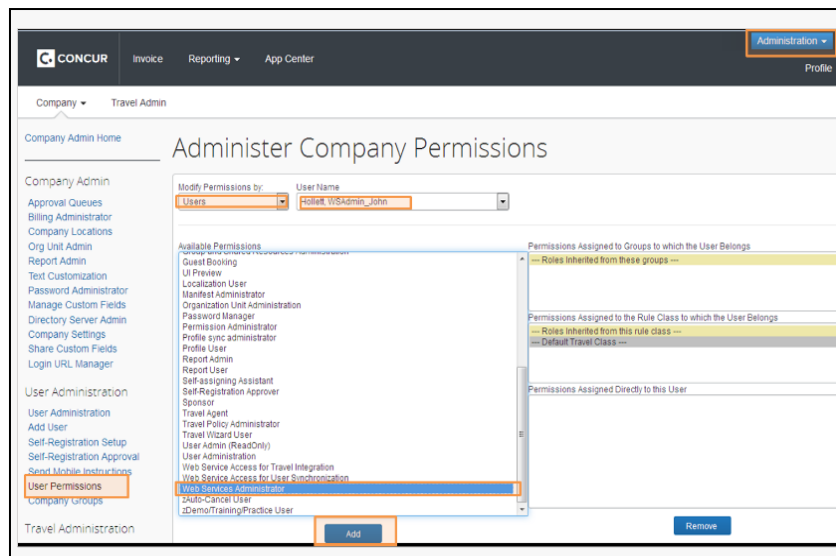 Administration
C. CONCUR Invoice Reporting App Center
Profile
Company Travel Admin
Company Admin Home
Administer Company Permissions
Company Admin
Approval Queues
Billing Administrator
Company Locations
Org Unit Admin
Report Admin
Text Customization
Password Administrator
Manage Custom Fields
Directory Server Admin
Company Settings
Share Custom Fields
Login URL Manager
User Administration
User Administration
Add User
Self-Registration Setup
Self-Registration Approval
Send Mobile Instructions
User Permissions
Company Groups
Travel Administration
Modify Permissions by: User Name
Users Hollett, WSAdmin_John
Available Permissions
Group and Shared Resources Administration
Guest Booking
UI Preview
Localization User
Manifest Administrator
Organization Unit Administration
Password Manager
Permission Administrator
Profile sync administrator
Profile User
Report Admin
Report User
Self-assigning Assistant
Self-Registration Approver
Sponsor
Travel Agent
Travel Policy Administrator
Travel Wizard User
User Admin (ReadOnly)
User Administration
Web Service Access for Travel Integration
Web Service Access for User Synchronization
Web Services Administrator
zAuto-Cancel User
zDemo/Training/Practice User
Add
Permissions Assigned to Groups to which the User Belongs
--- Roles Inherited from these groups ---
Permissions Assigned to the Rule Class to which the User Belongs
--- Roles Inherited from this rule class ---
--- Default Travel Class ---
Permissions Assigned Directly to this User
Remove